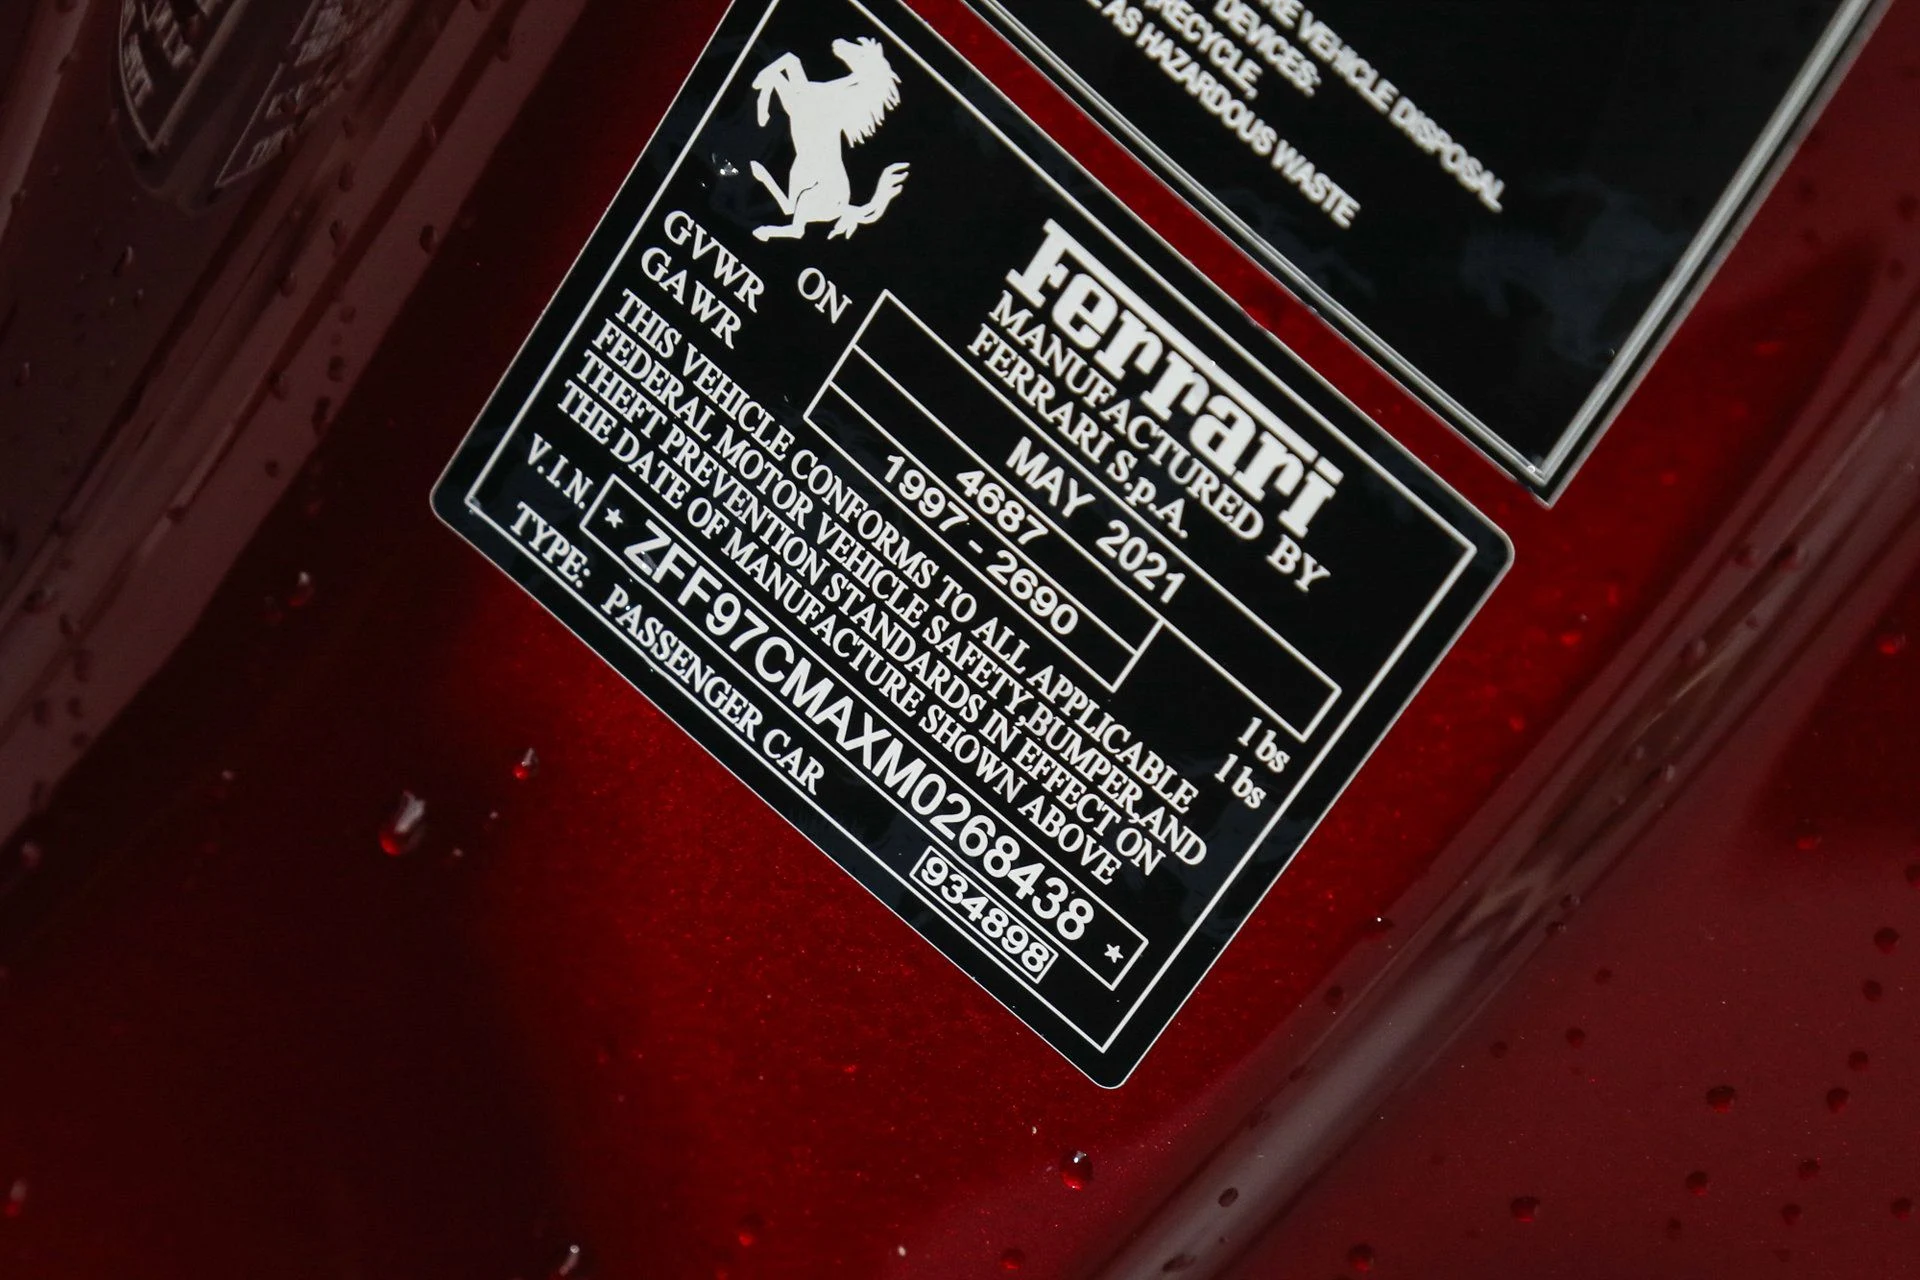 RE VEHICLE DISPOSAL
DEVICES:
RECYCLE,
AS HAZARDOUS WASTE
Ferrari
MANUFACTURED BY
FERRARI S.p.A.
ON MAY 2021
GVWR 4687 lbs
GAWR 1997 - 2690 lbs
THIS VEHICLE CONFORMS TO ALL APPLICABLE
FEDERAL MOTOR VEHICLE SAFETY,BUMPER,AND
THEFT PREVENTION STANDARDS IN EFFECT ON
THE DATE OF MANUFACTURE SHOWN ABOVE
V.I.N. * ZFF97CMAXM0268438 *
TYPE: PASSENGER CAR 934898